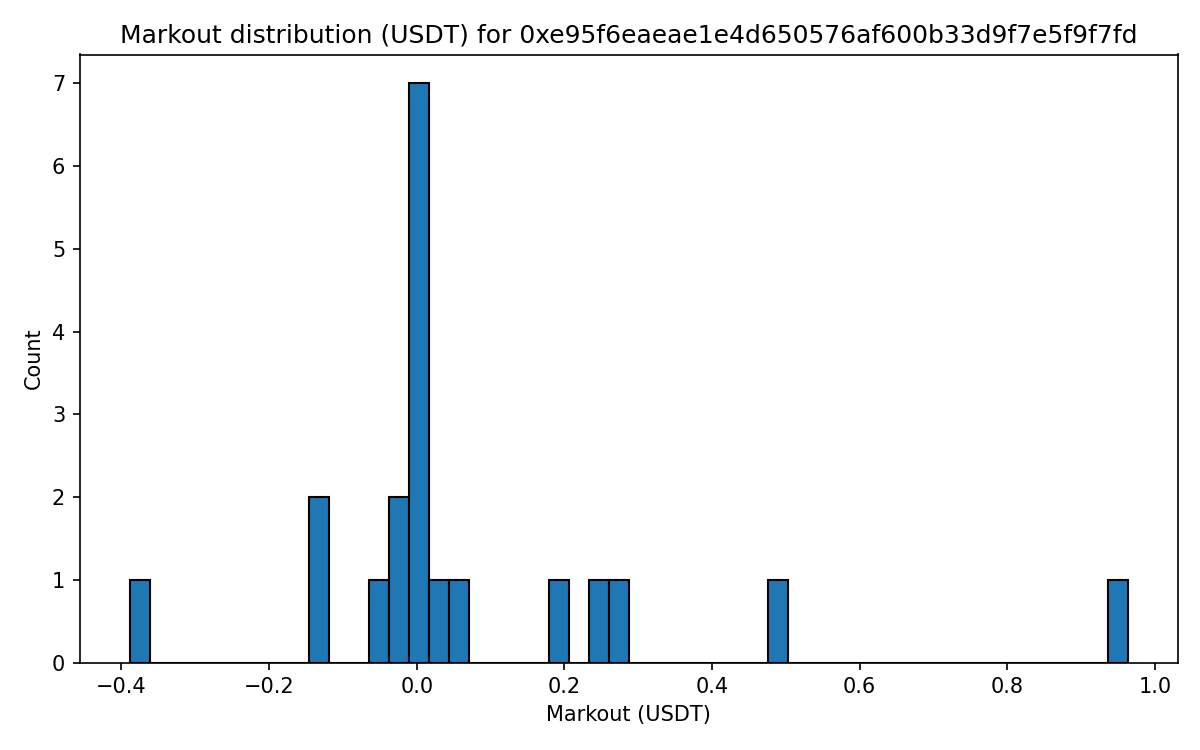 Markout distribution (USDT) for 0xe95f6eaeae1e4d650576af600b33d9f7e5f9f7fd
Count
7
6
5
4
3
2
1
0
−0.4 −0.2 0.0 0.2 0.4 0.6 0.8 1.0
Markout (USDT)